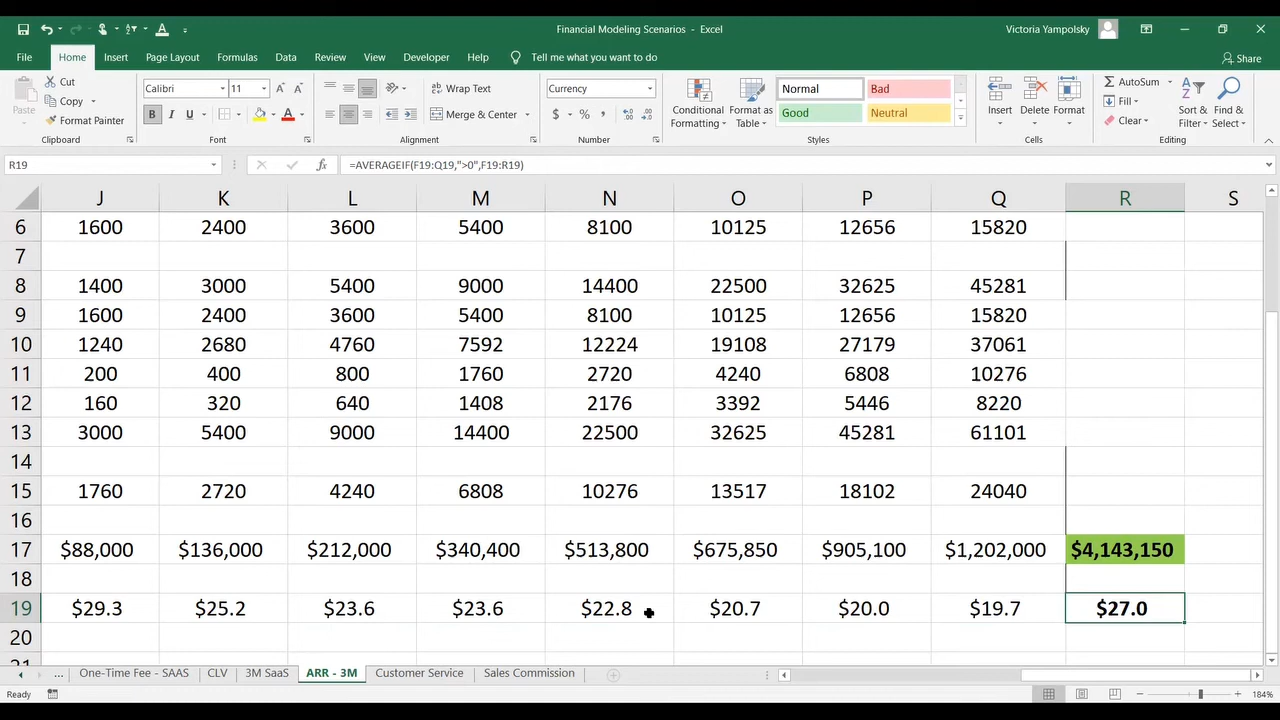 Financial Modeling Scenarios - Excel
Victoria Yampolsky
File Home Insert Page Layout Formulas Data Review View Developer Help Tell me what you want to do Share
Paste
Cut
Copy
Format Painter
Clipboard
Calibri 11
B I U A
Font
Wrap Text
Merge & Center
Alignment
Currency
$ % ,
Number
Conditional Formatting
Format as Table
Normal Bad
Good Neutral
Styles
Insert Delete Format
Cells
AutoSum
Fill
Clear
Sort & Filter
Find & Select
Editing
R19 fx =AVERAGEIF(F19:Q19,">0",F19:R19)
J K L M N O P Q R S
6 1600 2400 3600 5400 8100 10125 12656 15820
7
8 1400 3000 5400 9000 14400 22500 32625 45281
9 1600 2400 3600 5400 8100 10125 12656 15820
10 1240 2680 4760 7592 12224 19108 27179 37061
11 200 400 800 1760 2720 4240 6808 10276
12 160 320 640 1408 2176 3392 5446 8220
13 3000 5400 9000 14400 22500 32625 45281 61101
14
15 1760 2720 4240 6808 10276 13517 18102 24040
16
17 $88,000 $136,000 $212,000 $340,400 $513,800 $675,850 $905,100 $1,202,000 $4,143,150
18
19 $29.3 $25.2 $23.6 $23.6 $22.8 $20.7 $20.0 $19.7 $27.0
20
21
... One-Time Fee - SAAS CLV 3M SaaS ARR - 3M Customer Service Sales Commission
Ready 184%